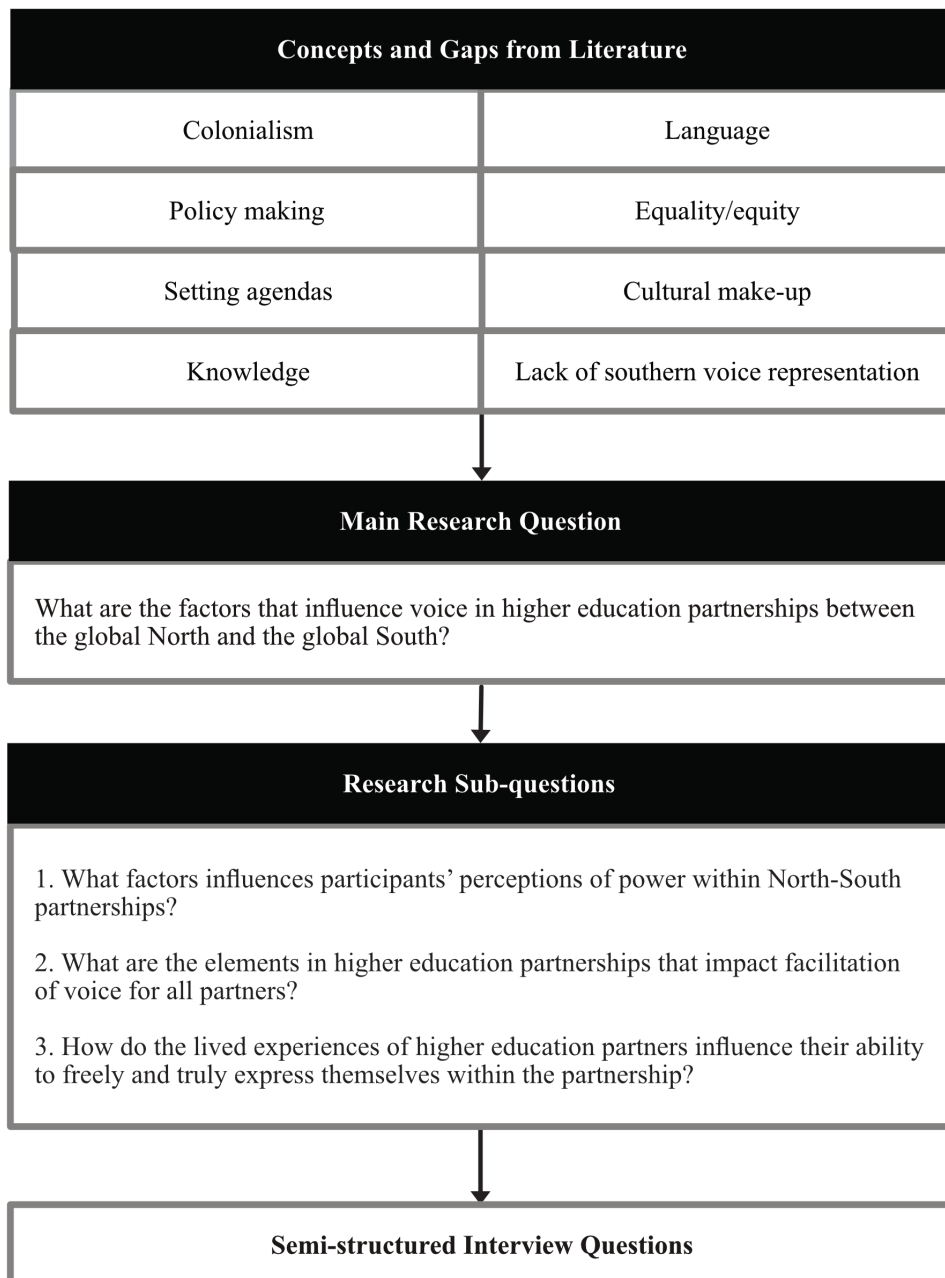 Concepts and Gaps from Literature
Colonialism
Language
Policy making
Equality/equity
Setting agendas
Cultural make-up
Knowledge
Lack of southern voice representation
Main Research Question
What are the factors that influence voice in higher education partnerships between
the global North and the global South?
Research Sub-questions
1. What factors influences participants’ perceptions of power within North-South
partnerships?
2. What are the elements in higher education partnerships that impact facilitation
of voice for all partners?
3. How do the lived experiences of higher education partners influence their ability
to freely and truly express themselves within the partnership?
Semi-structured Interview Questions